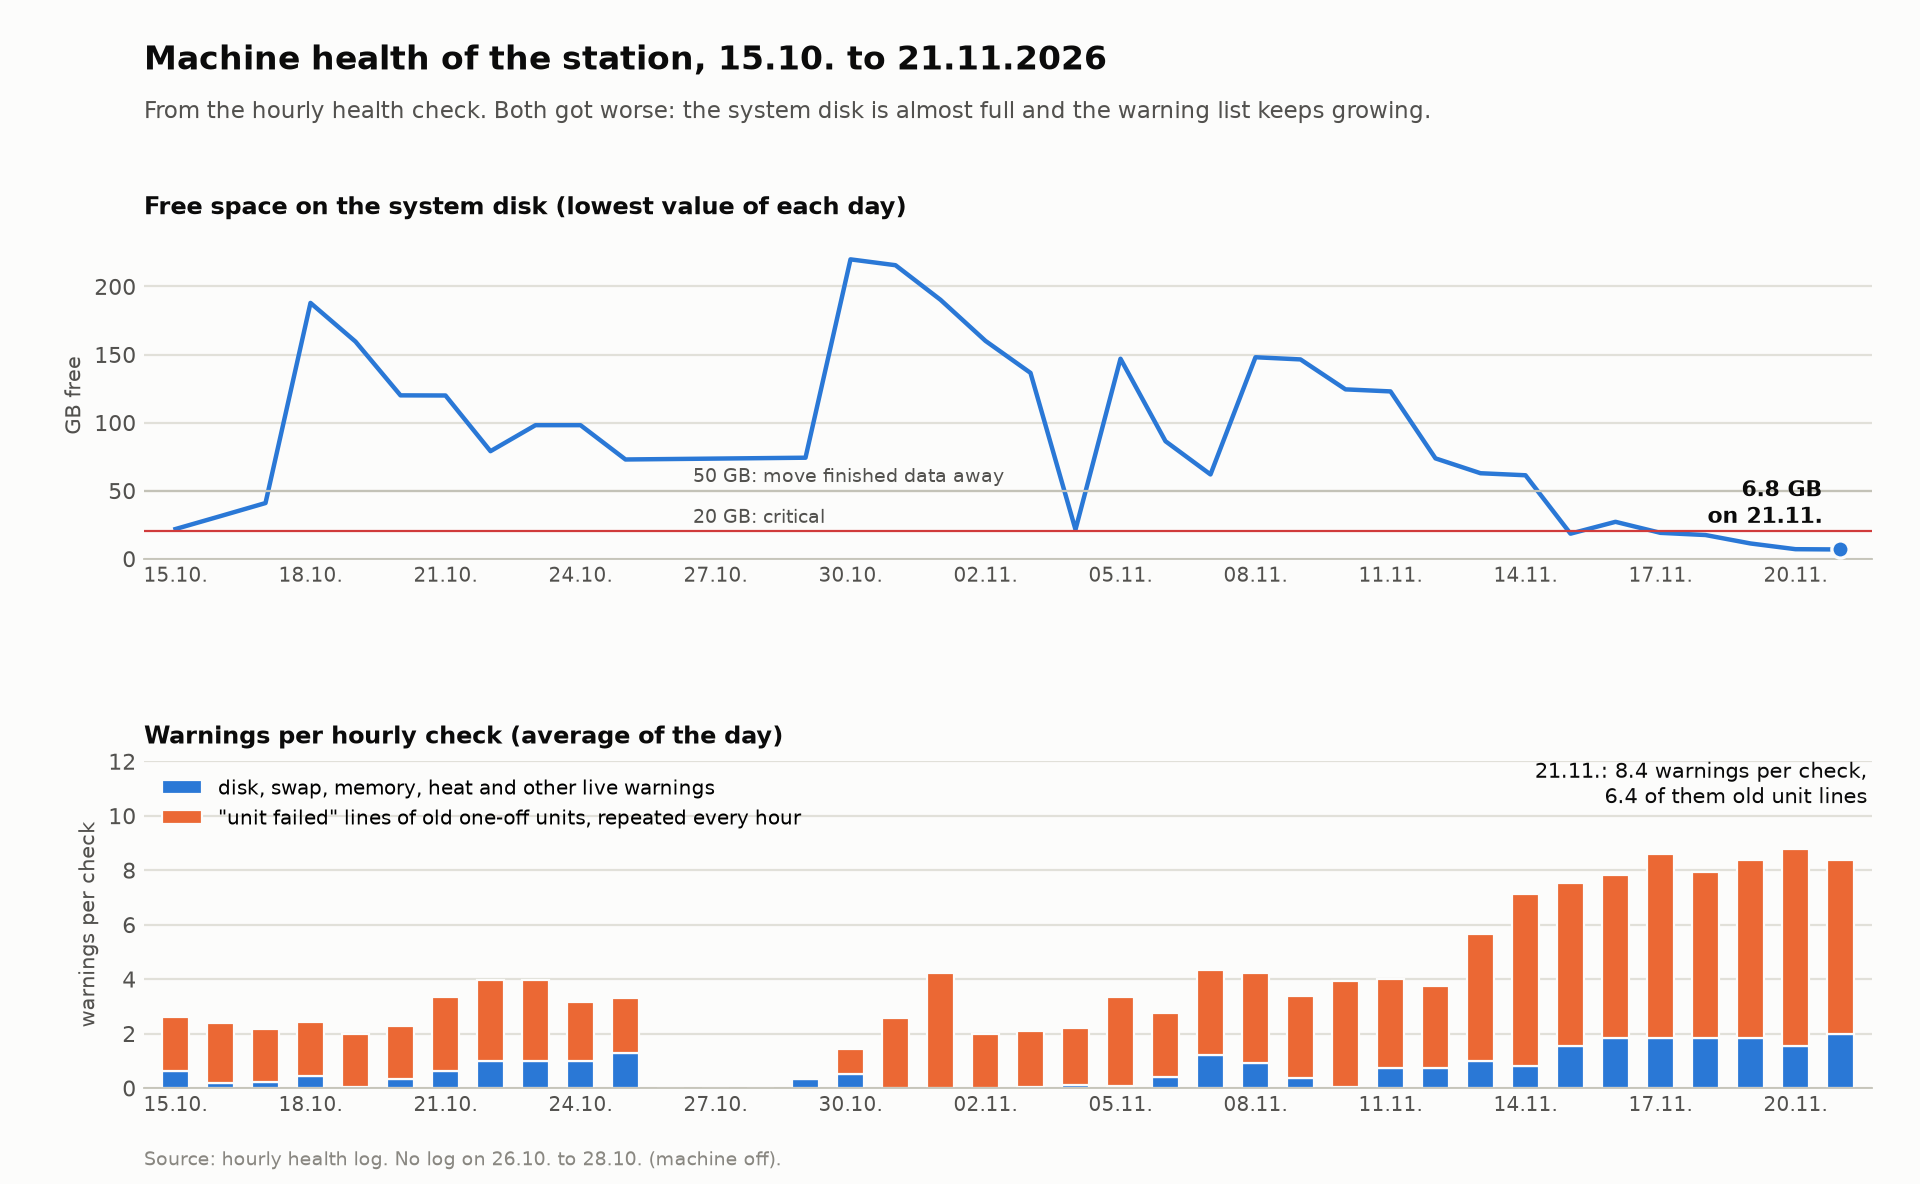 Machine health of the station, 15.10. to 21.11.2026
From the hourly health check. Both got worse: the system disk is almost full and the warning list keeps growing.
Free space on the system disk (lowest value of each day)
GB free
200
150
100
50
0
50 GB: move finished data away
20 GB: critical
6.8 GB
on 21.11.
15.10. 18.10. 21.10. 24.10. 27.10. 30.10. 02.11. 05.11. 08.11. 11.11. 14.11. 17.11. 20.11.
Warnings per hourly check (average of the day)
warnings per check
12
10
8
6
4
2
0
disk, swap, memory, heat and other live warnings
"unit failed" lines of old one-off units, repeated every hour
21.11.: 8.4 warnings per check,
6.4 of them old unit lines
15.10. 18.10. 21.10. 24.10. 27.10. 30.10. 02.11. 05.11. 08.11. 11.11. 14.11. 17.11. 20.11.
Source: hourly health log. No log on 26.10. to 28.10. (machine off).